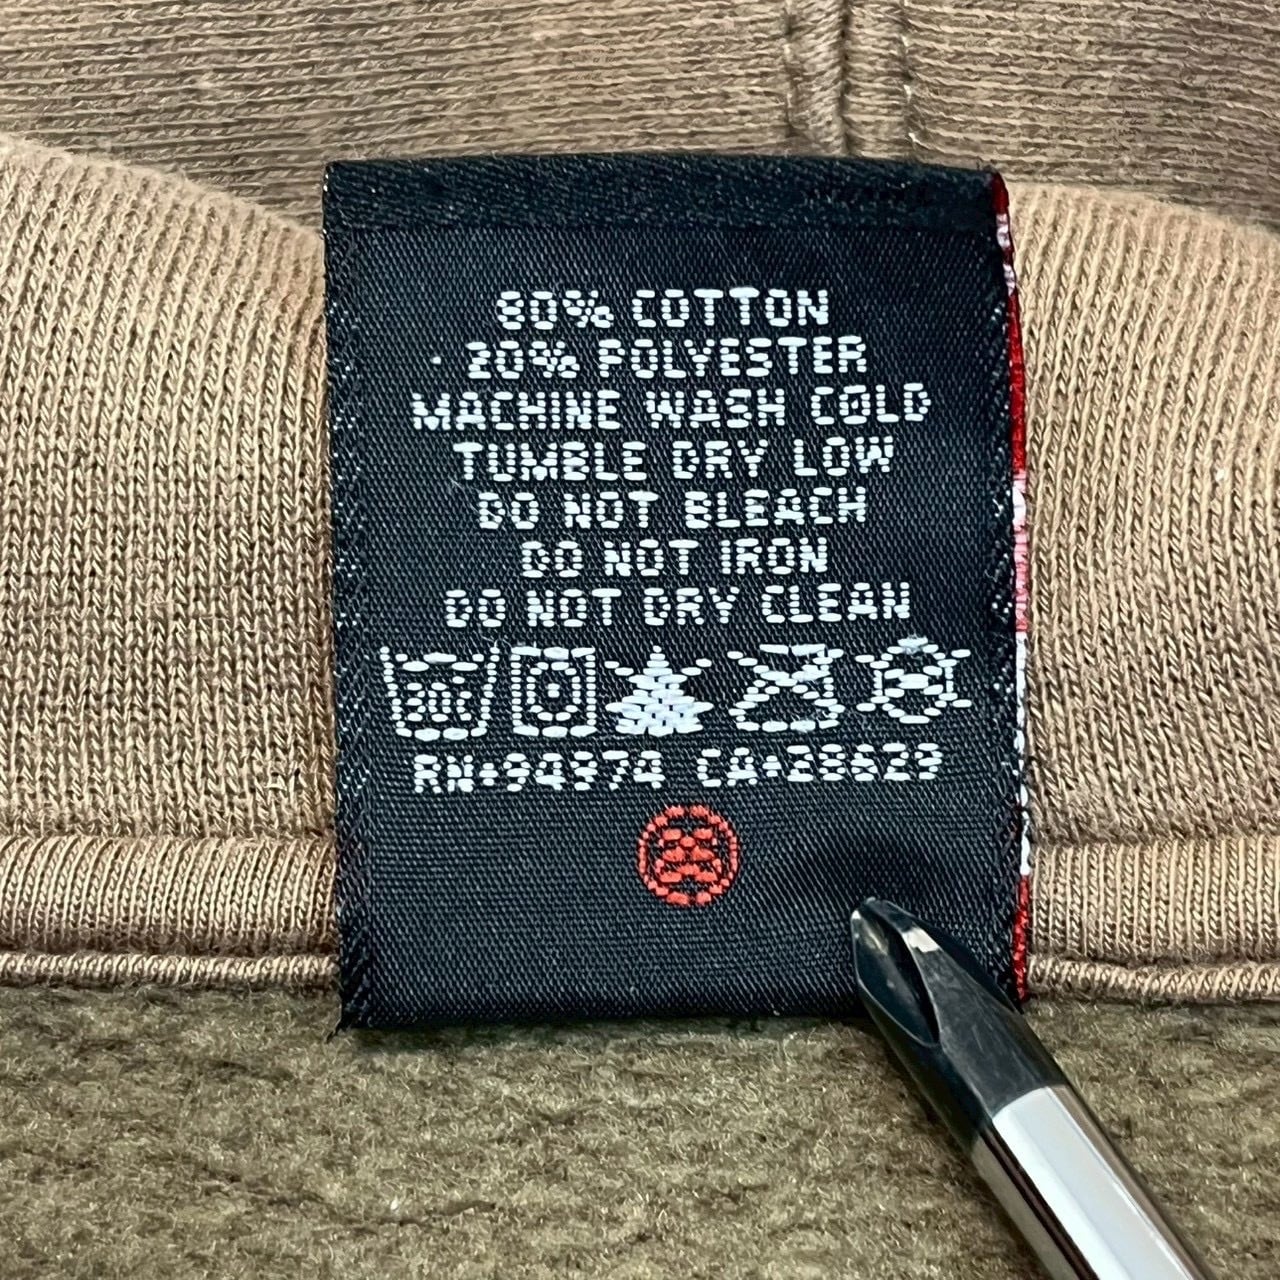 80% COTTON
20% POLYESTER
MACHINE WASH COLD
TUMBLE DRY LOW
DO NOT BLEACH
DO NOT IRON
DO NOT DRY CLEAN
30c
RN•94974 CA•28629